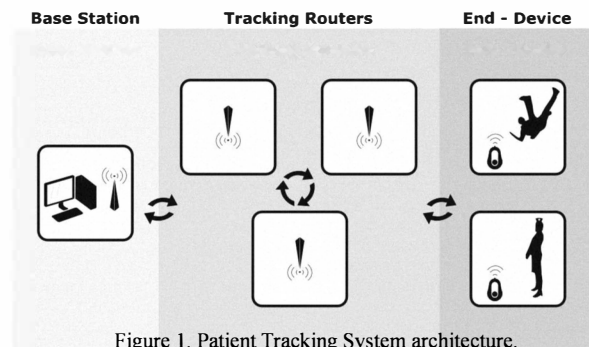 Base Station Tracking Routers End - Device
Figure 1. Patient Tracking System architecture.